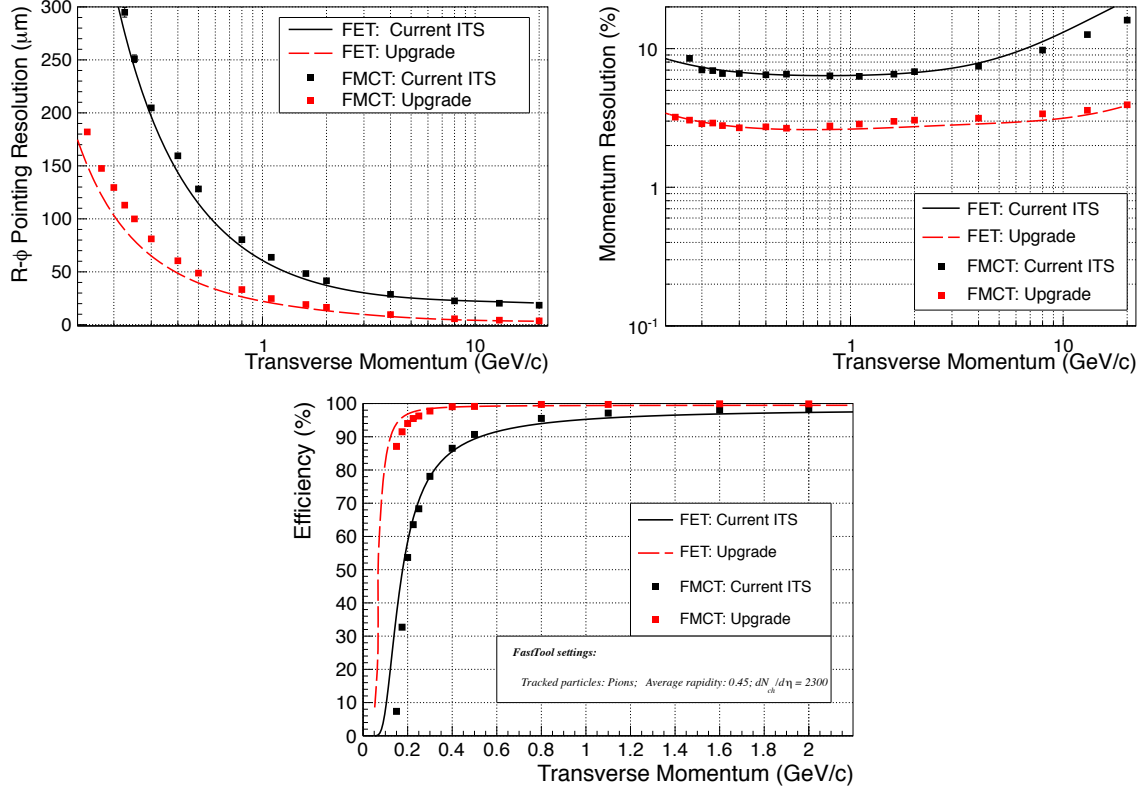 R-φ Pointing Resolution (μm)
300
250
200
150
100
50
0
1
10
Transverse Momentum (GeV/c)
FET: Current ITS
FET: Upgrade
FMCT: Current ITS
FMCT: Upgrade
Momentum Resolution (%)
10
1
10⁻¹
1
10
Transverse Momentum (GeV/c)
FET: Current ITS
FET: Upgrade
FMCT: Current ITS
FMCT: Upgrade
Efficiency (%)
100
90
80
70
60
50
40
30
20
10
0
0 0.2 0.4 0.6 0.8 1 1.2 1.4 1.6 1.8 2
Transverse Momentum (GeV/c)
FET: Current ITS
FET: Upgrade
FMCT: Current ITS
FMCT: Upgrade
FastTool settings:
Tracked particles: Pions; Average rapidity: 0.45; dN_ch/dη = 2300